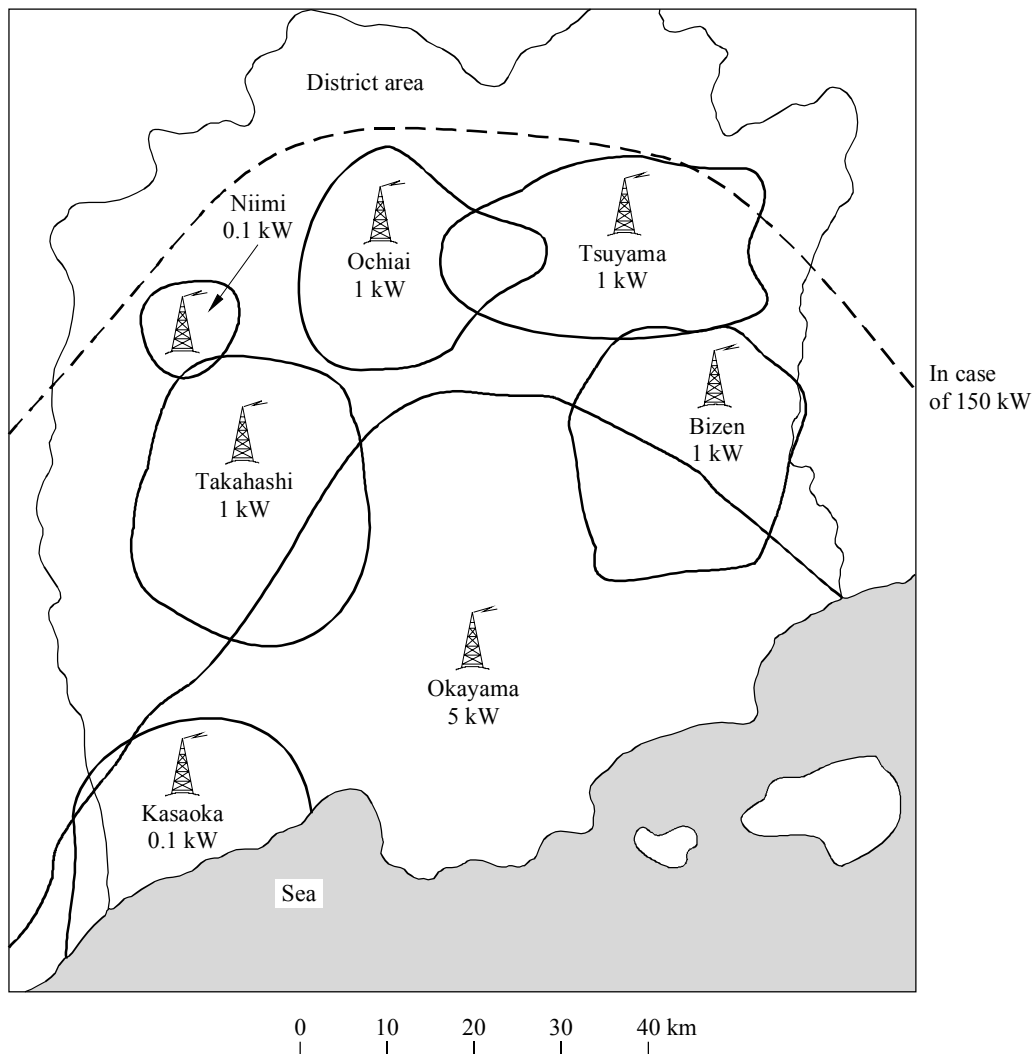 District area
Niimi
0.1 kW
Ochiai
1 kW
Tsuyama
1 kW
In case
of 150 kW
Bizen
1 kW
Takahashi
1 kW
Okayama
5 kW
Kasaoka
0.1 kW
Sea
0 10 20 30 40 km